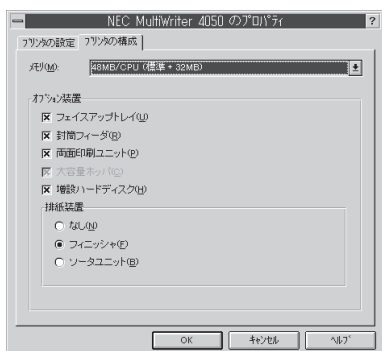 NEC MultiWriter 4050 のプロパティ ?
プリンタの設定 プリンタの構成
メモリ(M): 48MB/CPU (標準 + 32MB)
オプション装置
フェイスアップトレイ(U)
封筒フィーダ(R)
両面印刷ユニット(P)
大容量ホッパ(C)
増設ハードディスク(H)
排紙装置
なし(N)
フィニッシャ(F)
ソータユニット(B)
OK キャンセル ヘルプ